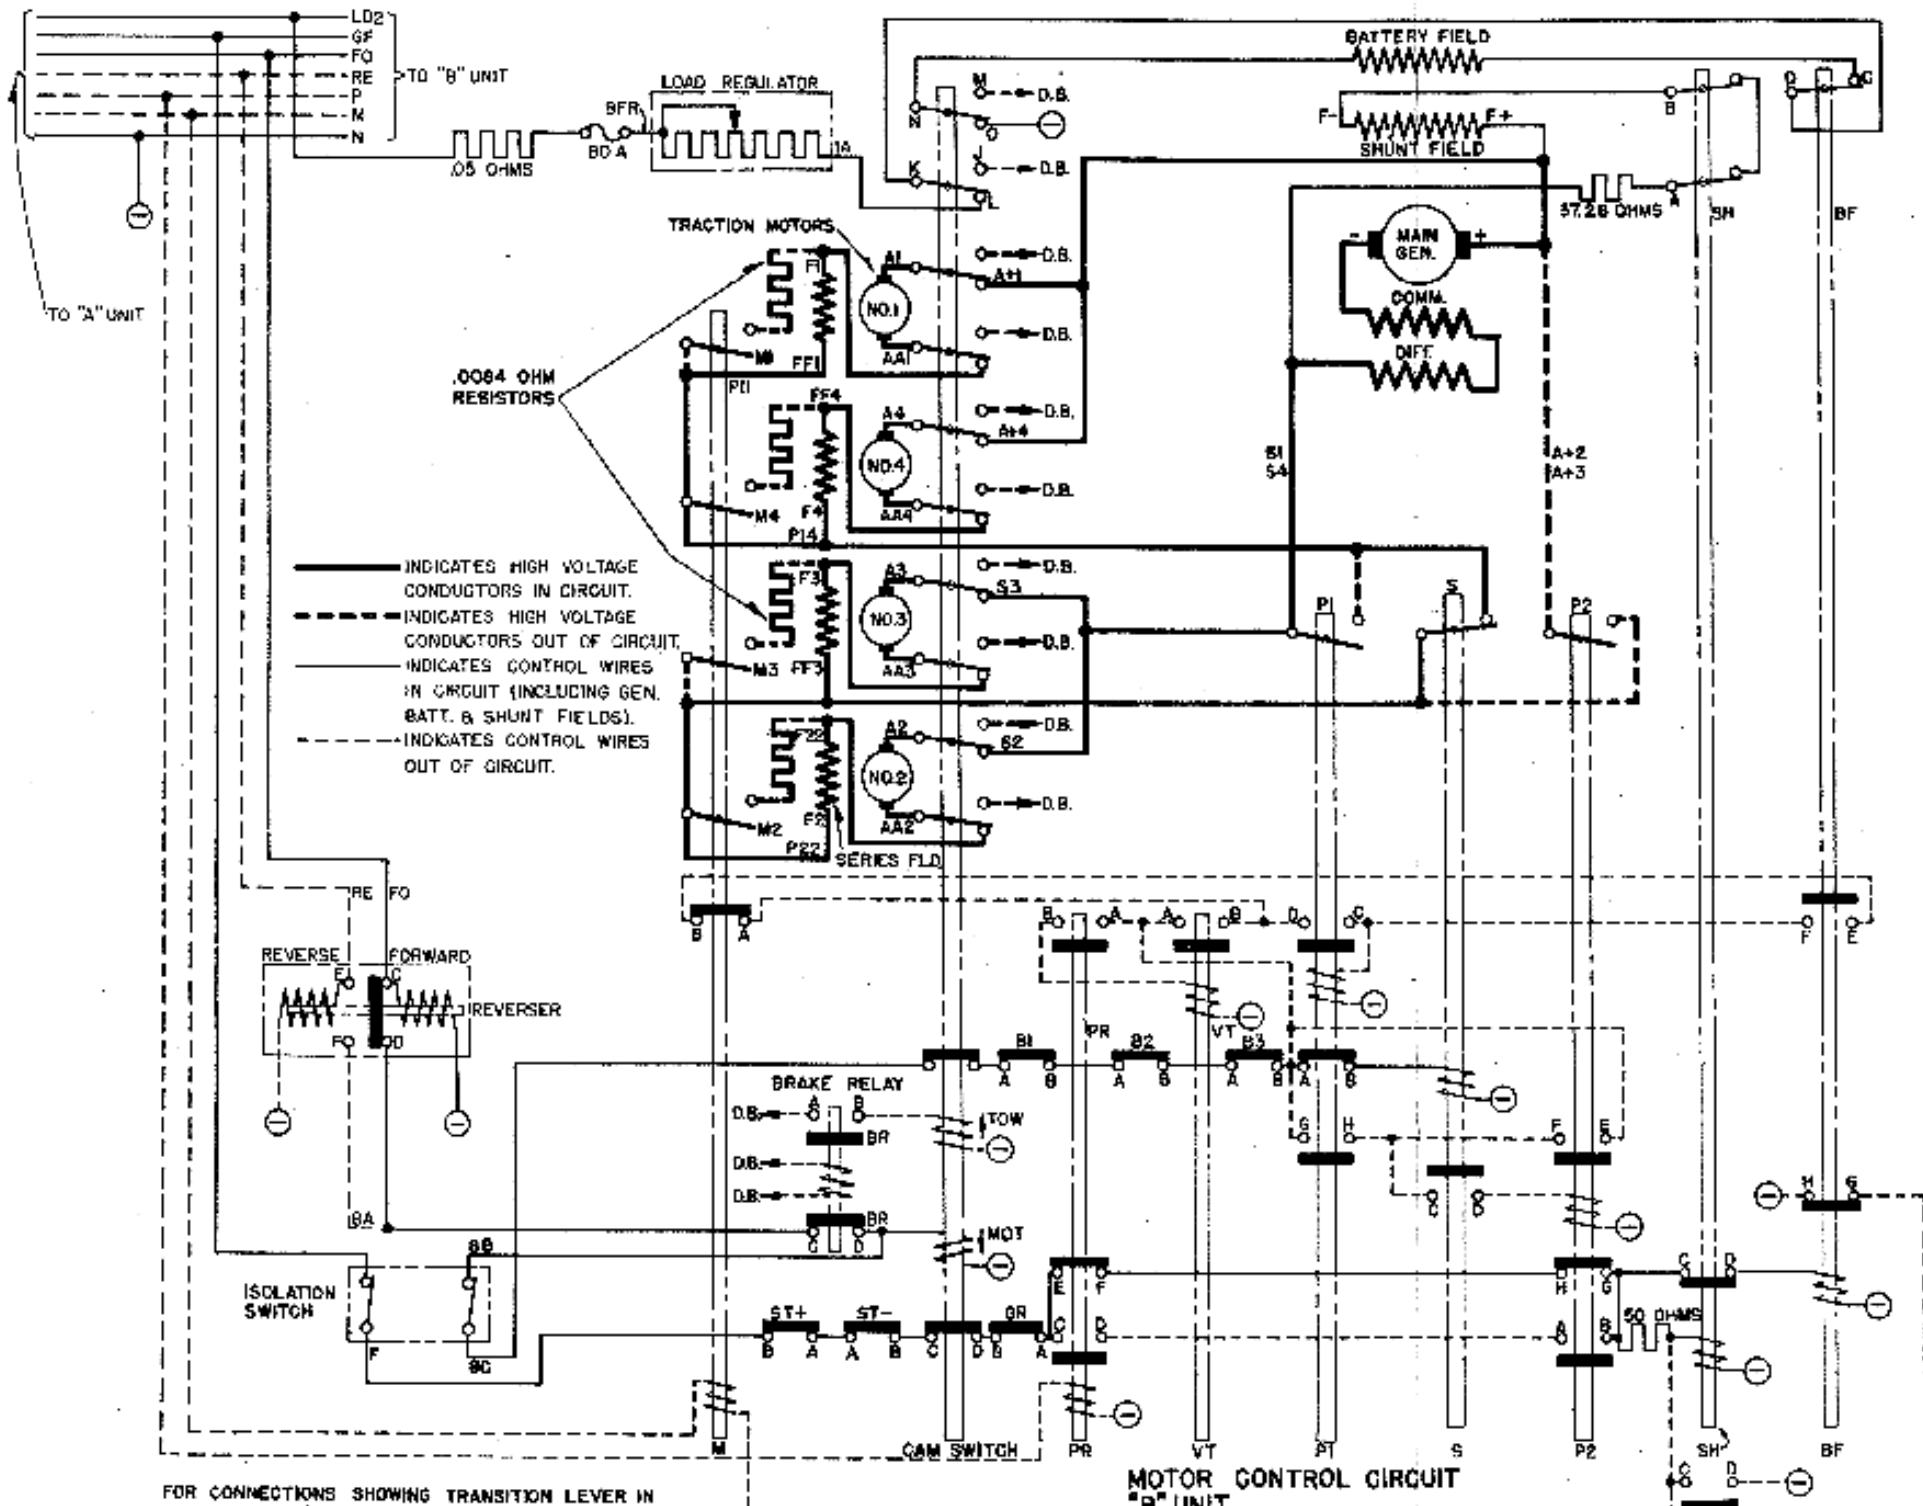 LD2
GF
FO
RE
P
M
N
TO "B" UNIT
TO "A" UNIT
.05 OHMS
80 A
BFR
LOAD REGULATOR
1A
BATTERY FIELD
F-
F+
SHUNT FIELD
M
D.B.
N
O
J
D.B.
K
L
B
A
D
C
57.28 OHMS
SH
BF
MAIN
GEN.
-
+
COMM.
DIFF.
TRACTION MOTORS
F1
A1
A+1
D.B.
NO.1
D.B.
M1
FF1
AA1
P11
.0084 OHM
RESISTORS
FF4
A4
A+4
D.B.
NO.4
D.B.
M4
F4
AA4
P14
S1
S4
A+2
A+3
F3
A3
S3
D.B.
NO.3
D.B.
M3
FF3
AA3
P1
S
P2
F22
A2
S2
D.B.
NO.2
D.B.
M2
F2
AA2
P22
SERIES FLD.
INDICATES HIGH VOLTAGE
CONDUCTORS IN CIRCUIT.
INDICATES HIGH VOLTAGE
CONDUCTORS OUT OF CIRCUIT.
INDICATES CONTROL WIRES
IN CIRCUIT (INCLUDING GEN.
BATT. & SHUNT FIELDS).
INDICATES CONTROL WIRES
OUT OF CIRCUIT.
RE
FO
B
A
B
A
A
B
D
C
F
E
REVERSE
FORWARD
E
C
REVERSER
F
D
PR
VT
B1
B2
B3
A
B
A
B
A
B
A
B
BRAKE RELAY
D.B.
A
B
BR
TOW
D.B.
D.B.
G
H
F
E
C
D
H
G
8A
BR
C
D
MOT
8B
ISOLATION
SWITCH
E
F
H
G
C
D
ST+
ST-
GR
B
A
A
B
C
D
B
A
C
D
A
B
50 OHMS
F
8C
M
CAM SWITCH
PR
VT
P1
S
P2
SH
BF
C
D
FOR CONNECTIONS SHOWING TRANSITION LEVER IN
MOTOR CONTROL CIRCUIT
"B" UNIT